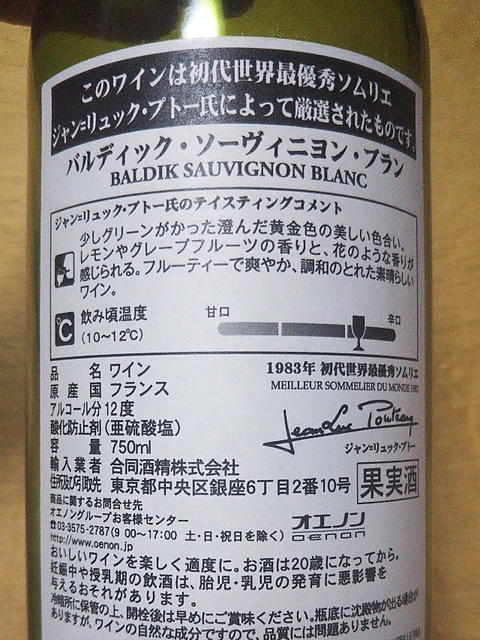 このワインは初代世界最優秀ソムリエ
ジャン=リュック・プトー氏によって厳選されたものです。
バルディック・ソーヴィニヨン・ブラン
BALDIK SAUVIGNON BLANC
ジャン=リュック・プトー氏のテイスティングコメント
少しグリーンがかった澄んだ黄金色の美しい色合い。
レモンやグレープフルーツの香りと、花のような香りが
感じられる。フルーティーで爽やか、調和のとれた素晴らしい
ワイン。
℃ 飲み頃温度
(10~12℃)
甘口 辛口
品名 ワイン
原産国 フランス
アルコール分 12度
酸化防止剤(亜硫酸塩)
容量 750ml
輸入業者 合同酒精株式会社
住所及び引取先 東京都中央区銀座6丁目2番10号
1983年 初代世界最優秀ソムリエ
MEILLEUR SOMMELIER DU MONDE 1983
Jean Luc Pouteau
ジャン=リュック・プトー
果実酒
商品に関するお問合せ先
オエノングループお客様センター
☎03-3575-2787(9:00~17:00 土・日・祝日を除く)
http://www.oenon.jp
オエノン
OENON
おいしいワインを楽しく適度に。お酒は20歳になってから。
妊娠中や授乳期の飲酒は、胎児・乳児の発育に悪影響を
与えるおそれがあります。
冷暗所に保管の上、開栓後は早めにご賞味ください。瓶底に沈殿物が出る場合が
ありますが、ワインの自然な成分ですので、品質には問題ありません。